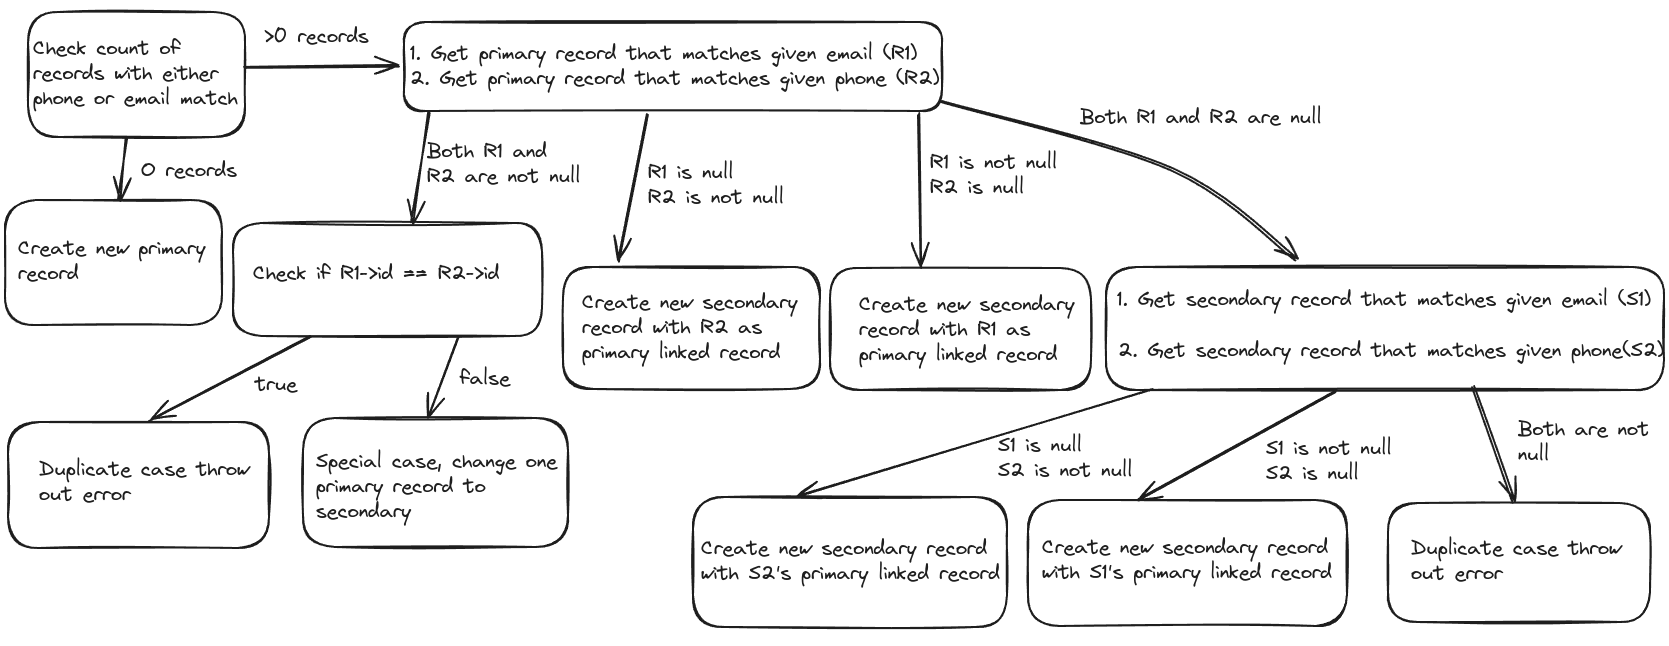 Check count of
records with either
phone or email match
>0 records
1. Get primary record that matches given email (R1)
2. Get primary record that matches given phone (R2)
Both R1 and R2 are null
0 records
Both R1 and
R2 are not null
R1 is null
R2 is not null
R1 is not null
R2 is null
Create new primary
record
Check if R1->id == R2->id
Create new secondary
record with R2 as
primary linked record
Create new secondary
record with R1 as
primary linked record
1. Get secondary record that matches given email (S1)
2. Get secondary record that matches given phone(S2)
true
false
Duplicate case throw
out error
Special case, change one
primary record to
secondary
S1 is null
S2 is not null
S1 is not null
S2 is null
Both are not
null
Create new secondary record
with S2's primary linked record
Create new secondary record
with S1's primary linked record
Duplicate case throw
out error